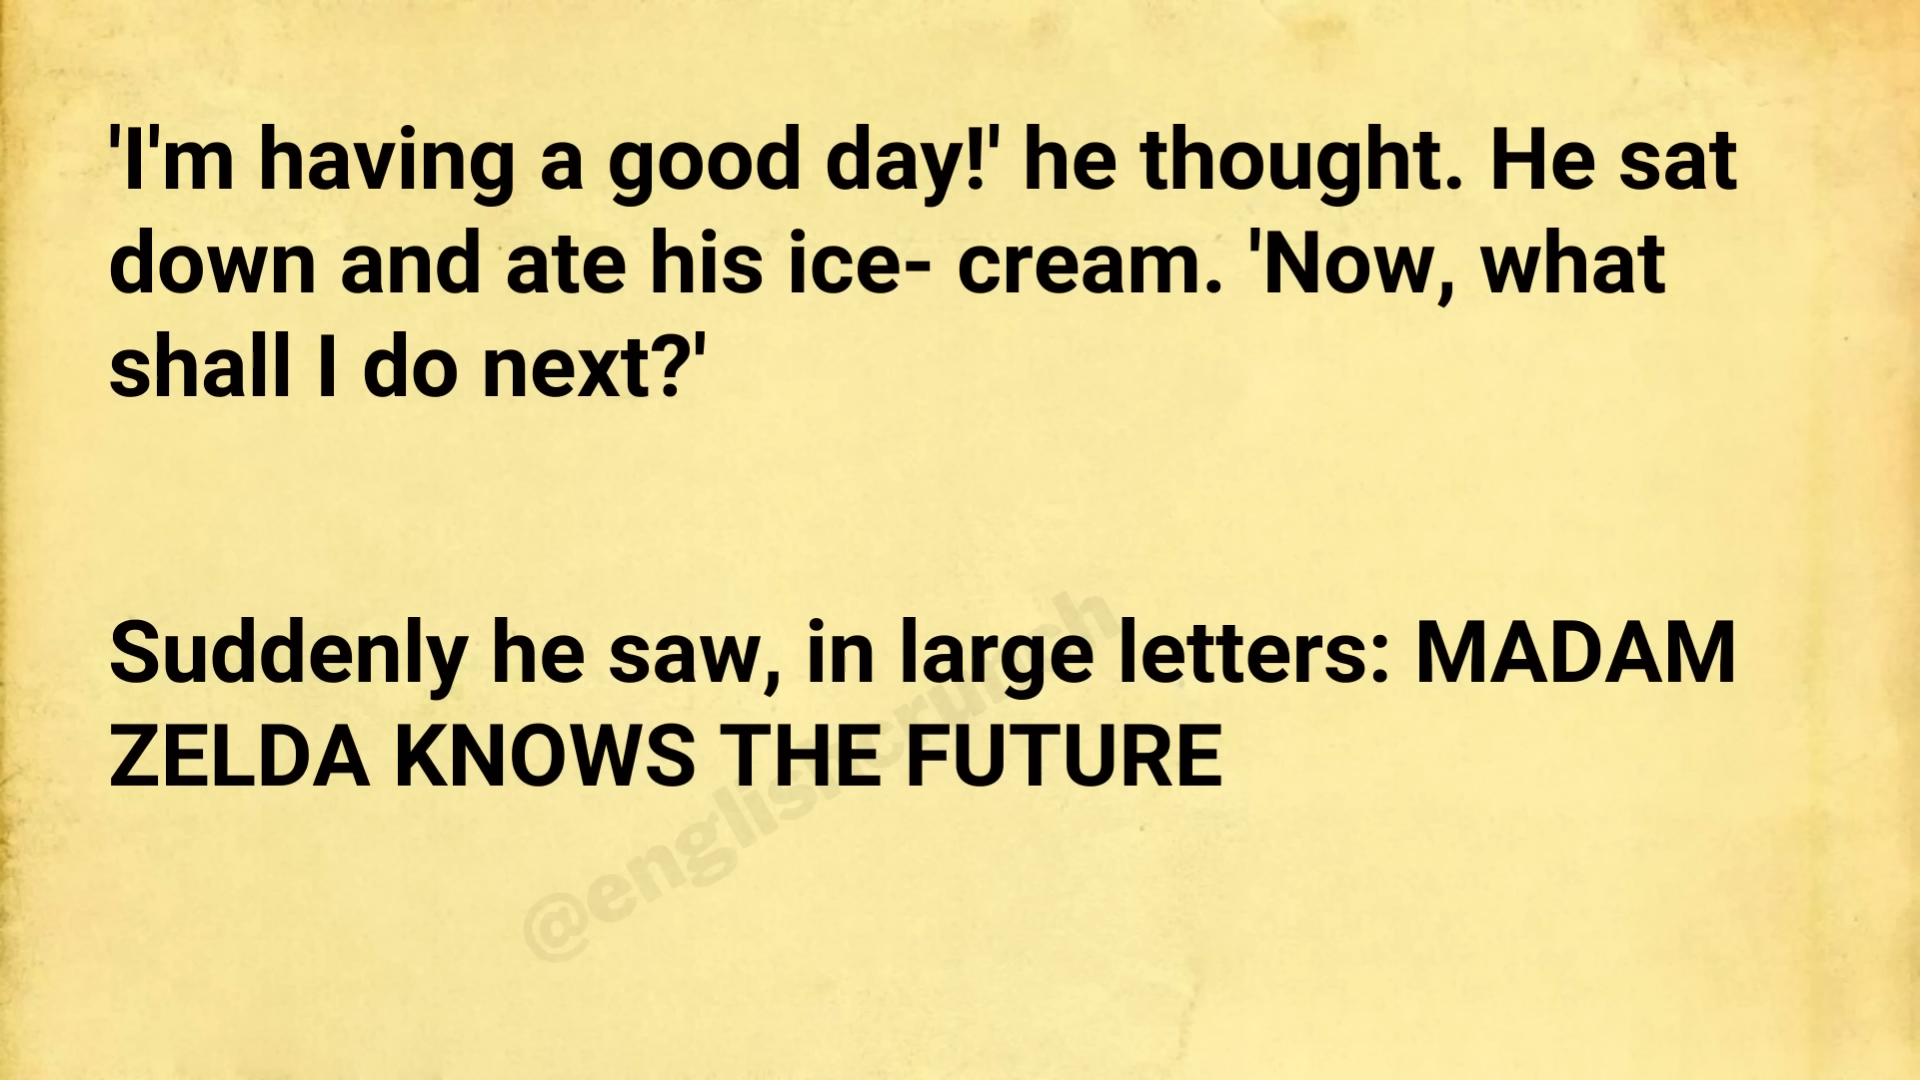 'I'm having a good day!' he thought. He sat
down and ate his ice- cream. 'Now, what
shall I do next?'
Suddenly he saw, in large letters: MADAM
ZELDA KNOWS THE FUTURE
@englishcrunch